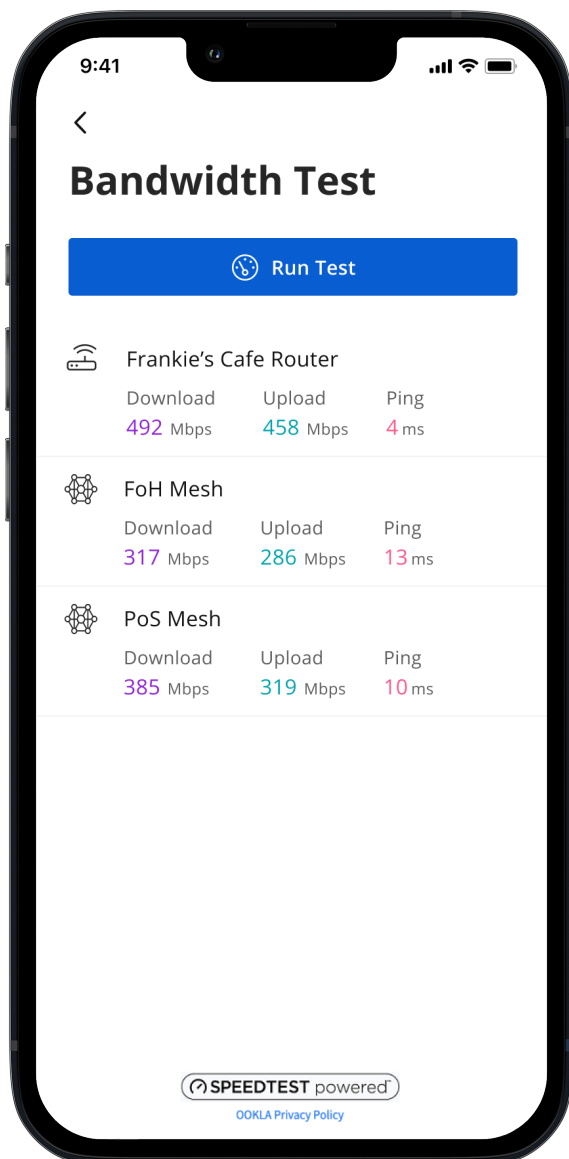 9:41
Bandwidth Test
Run Test
Frankie's Cafe Router
Download Upload Ping
492 Mbps 458 Mbps 4 ms
FoH Mesh
Download Upload Ping
317 Mbps 286 Mbps 13 ms
PoS Mesh
Download Upload Ping
385 Mbps 319 Mbps 10 ms
SPEEDTEST powered™
OOKLA Privacy Policy